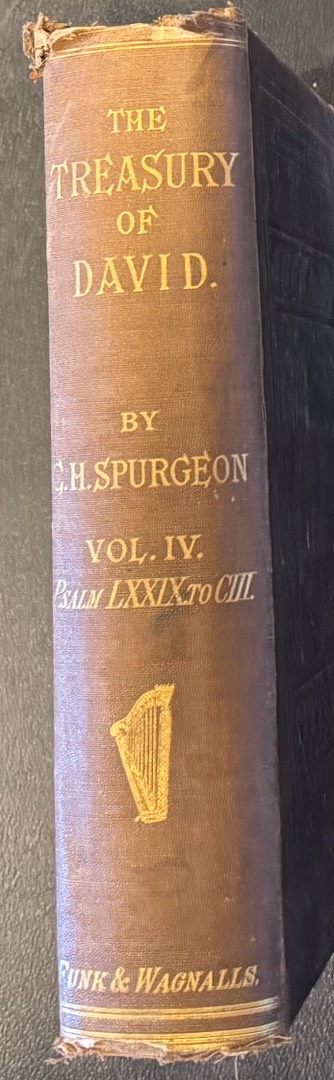 THE
TREASURY
OF
DAVID.
BY
C.H.SPURGEON
VOL. IV.
PSALM LXXIX TO CIII.
FUNK & WAGNALLS.